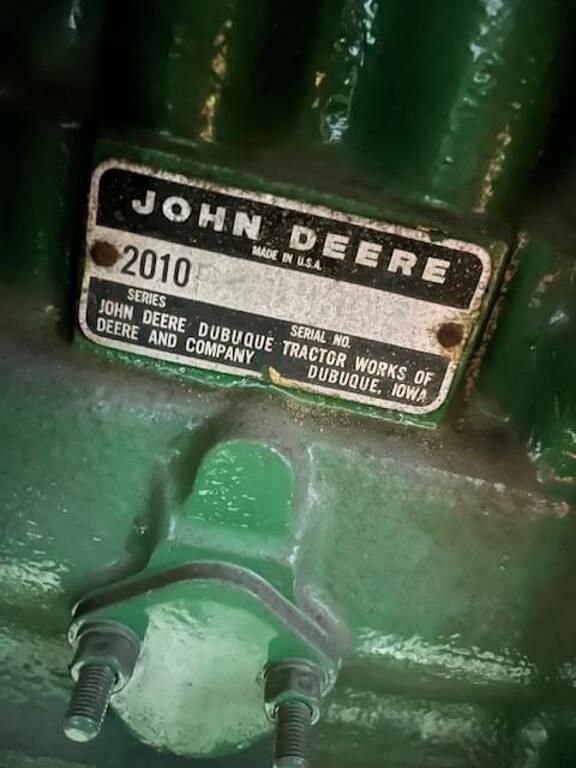 JOHN DEERE
MADE IN U.S.A.
2010
SERIES SERIAL NO.
JOHN DEERE DUBUQUE TRACTOR WORKS OF
DEERE AND COMPANY DUBUQUE, IOWA